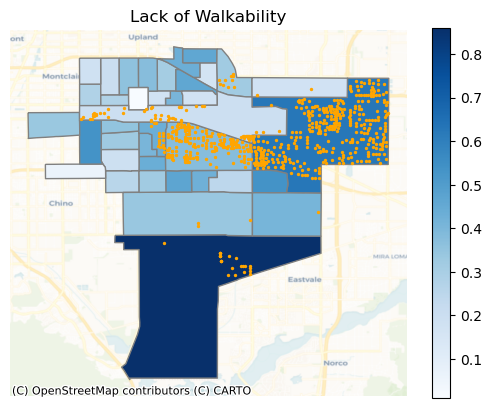 Lack of Walkability
ont
Upland
Montclair
Chino
Eastvale
MIRA LOMA
Norco
(C) OpenStreetMap contributors (C) CARTO
0.8
0.7
0.6
0.5
0.4
0.3
0.2
0.1